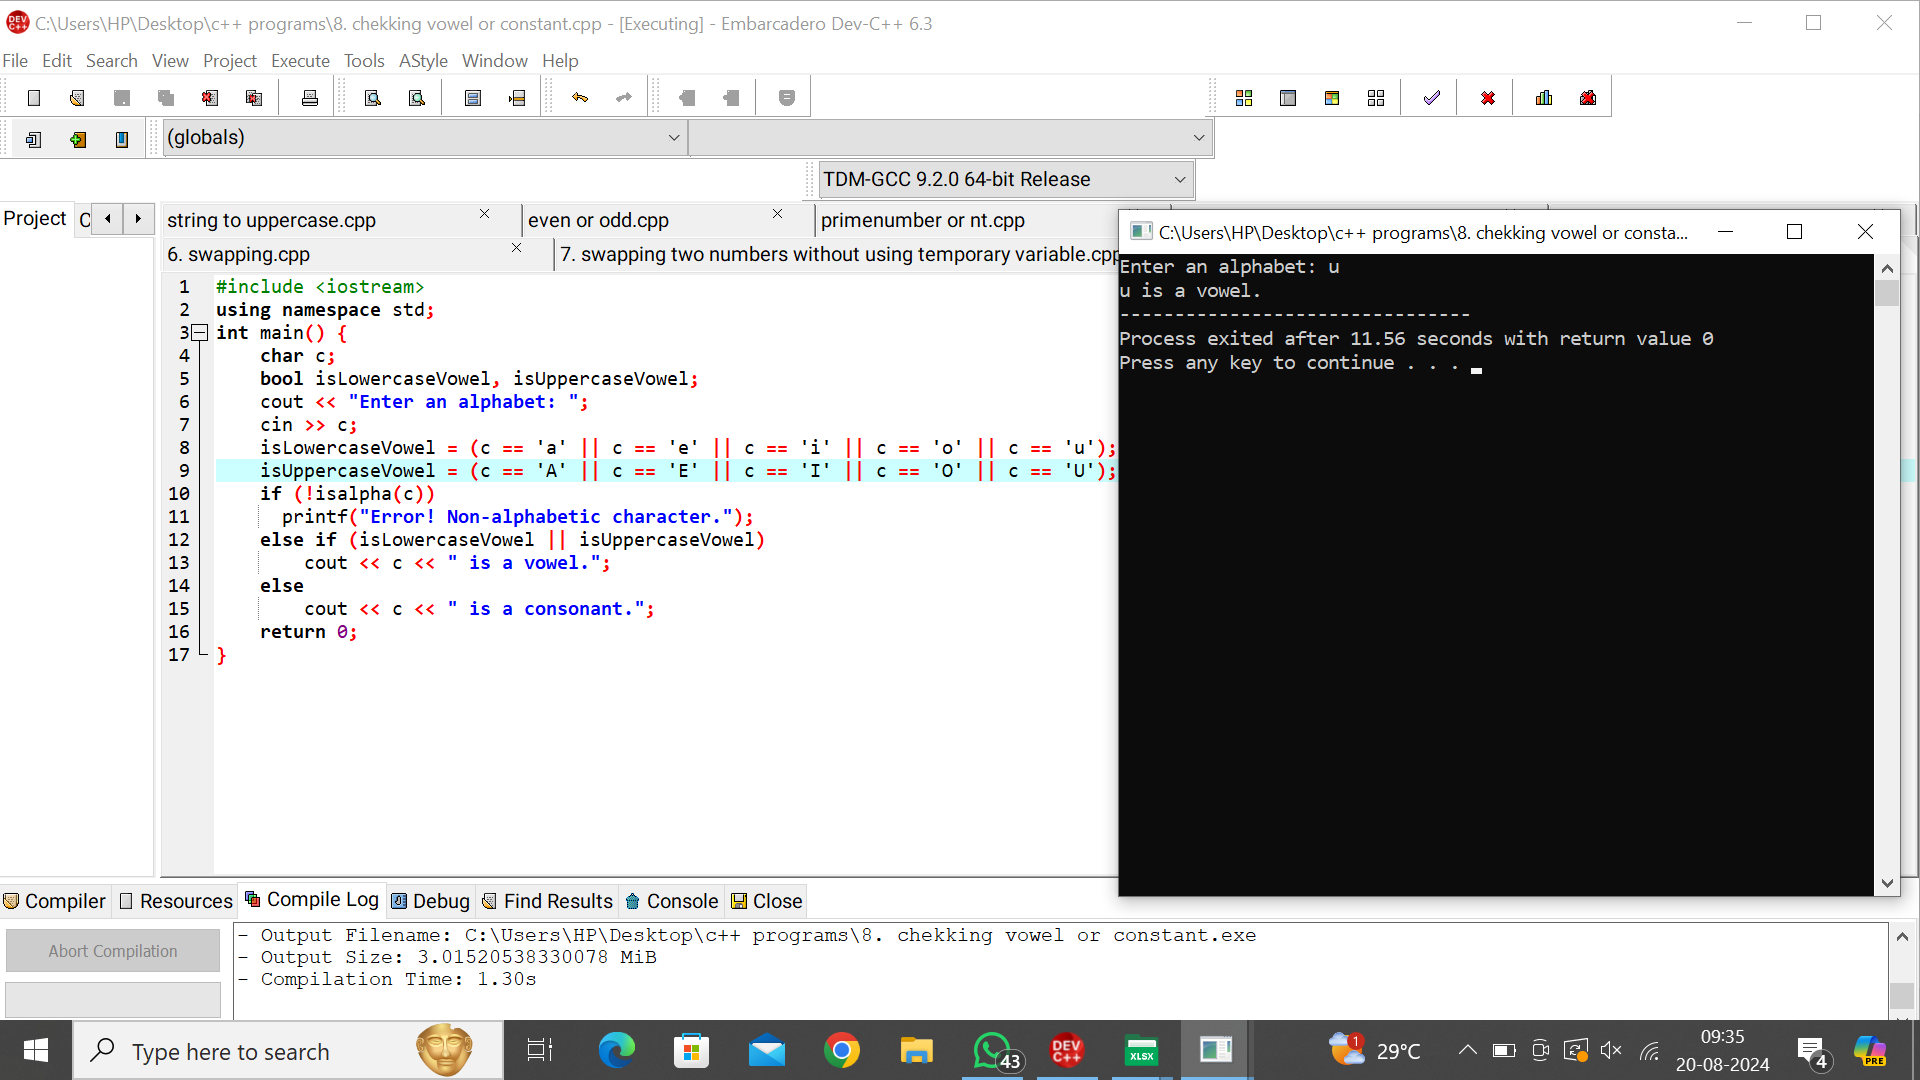 C:\Users\HP\Desktop\c++ programs\8. chekking vowel or constant.cpp - [Executing] - Embarcadero Dev-C++ 6.3
File Edit Search View Project Execute Tools AStyle Window Help
(globals)
TDM-GCC 9.2.0 64-bit Release
Project
string to uppercase.cpp
even or odd.cpp
primenumber or nt.cpp
6. swapping.cpp
7. swapping two numbers without using temporary variable.cpp
1 #include <iostream>
2 using namespace std;
3 int main() {
4 char c;
5 bool isLowercaseVowel, isUppercaseVowel;
6 cout << "Enter an alphabet: ";
7 cin >> c;
8 isLowercaseVowel = (c == 'a' || c == 'e' || c == 'i' || c == 'o' || c == 'u');
9 isUppercaseVowel = (c == 'A' || c == 'E' || c == 'I' || c == 'O' || c == 'U');
10 if (!isalpha(c))
11 printf("Error! Non-alphabetic character.");
12 else if (isLowercaseVowel || isUppercaseVowel)
13 cout << c << " is a vowel.";
14 else
15 cout << c << " is a consonant.";
16 return 0;
17 }
C:\Users\HP\Desktop\c++ programs\8. chekking vowel or consta...
Enter an alphabet: u
u is a vowel.
--------------------------------
Process exited after 11.56 seconds with return value 0
Press any key to continue . . .
Compiler Resources Compile Log Debug Find Results Console Close
Abort Compilation
- Output Filename: C:\Users\HP\Desktop\c++ programs\8. chekking vowel or constant.exe
- Output Size: 3.01520538330078 MiB
- Compilation Time: 1.30s
Type here to search
43
DEV C++
XLSX
1
29°C
09:35
20-08-2024
4
PRE